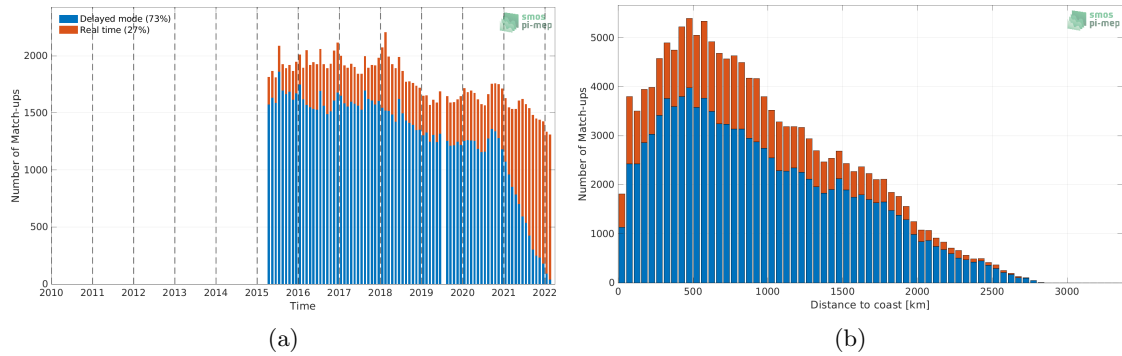 Delayed mode (73%)
Real time (27%)
smos
pi-mep
2000
1500
1000
500
0
Number of Match-ups
2010 2011 2012 2013 2014 2015 2016 2017 2018 2019 2020 2021 2022
Time
(a)
smos
pi-mep
5000
4000
3000
2000
1000
0
Number of Match-ups
0 500 1000 1500 2000 2500 3000
Distance to coast [km]
(b)